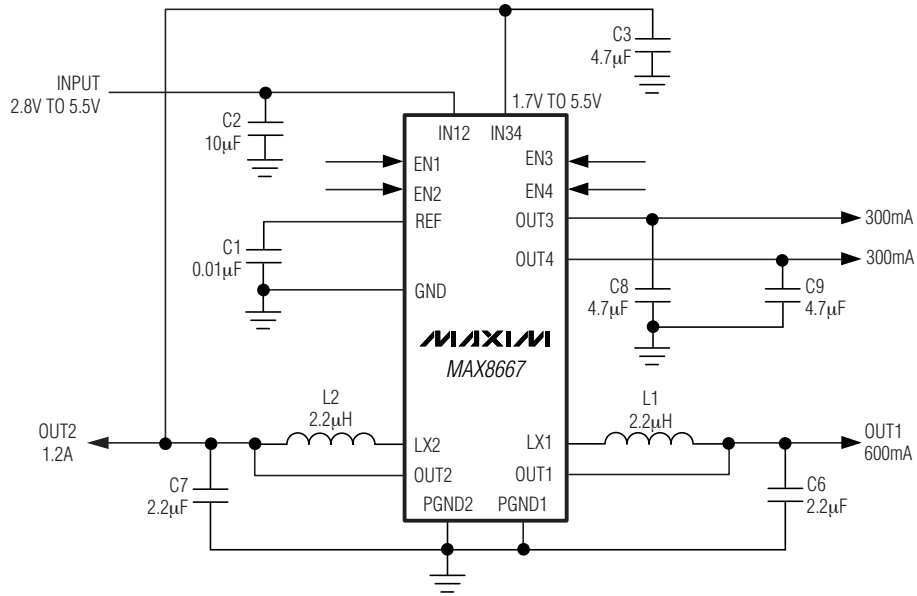 C3
4.7μF
INPUT
2.8V TO 5.5V
1.7V TO 5.5V
C2
10μF
IN12
IN34
EN1
EN3
EN2
EN4
REF
OUT3
300mA
C1
0.01μF
OUT4
300mA
GND
C8
4.7μF
C9
4.7μF
MAXIM
MAX8667
L2
2.2μH
L1
2.2μH
OUT2
1.2A
LX2
LX1
OUT1
600mA
OUT2
OUT1
C7
2.2μF
C6
2.2μF
PGND2
PGND1